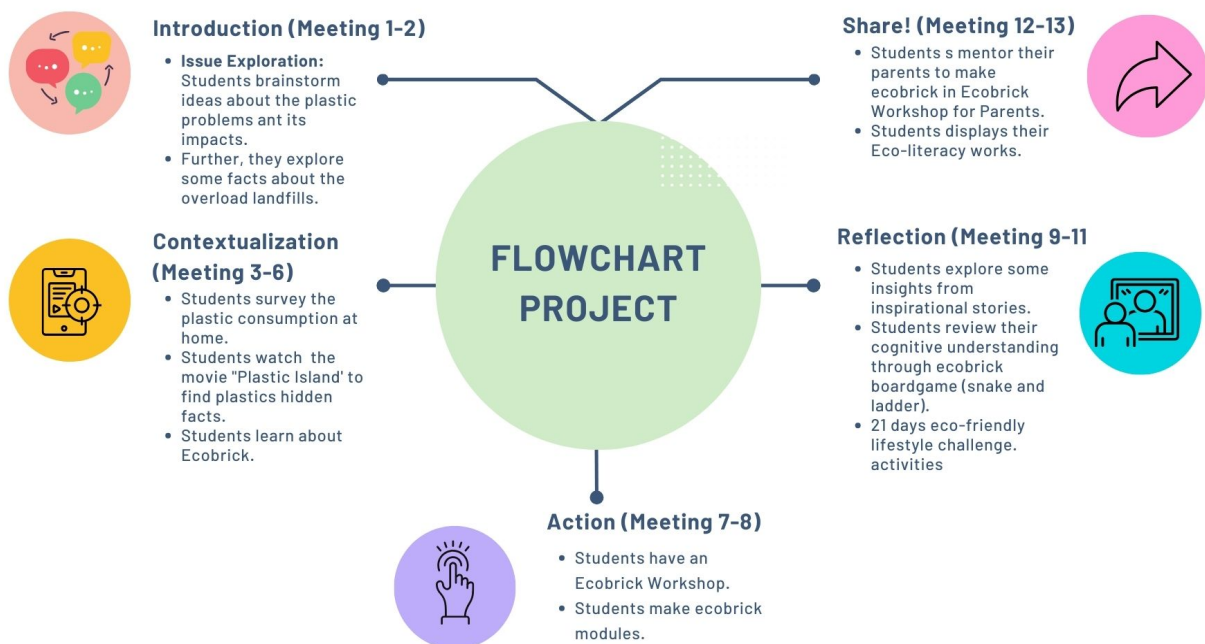 Introduction (Meeting 1-2)
• Issue Exploration:
Students brainstorm
ideas about the plastic
problems ant its
impacts.
• Further, they explore
some facts about the
overload landfills.
Contextualization
(Meeting 3-6)
• Students survey the
plastic consumption at
home.
• Students watch the
movie "Plastic Island' to
find plastics hidden
facts.
• Students learn about
Ecobrick.
FLOWCHART
PROJECT
Action (Meeting 7-8)
• Students have an
Ecobrick Workshop.
• Students make ecobrick
modules.
Reflection (Meeting 9-11
• Students explore some
insights from
inspirational stories.
• Students review their
cognitive understanding
through ecobrick
boardgame (snake and
ladder).
• 21 days eco-friendly
lifestyle challenge.
activities
Share! (Meeting 12-13)
• Students s mentor their
parents to make
ecobrick in Ecobrick
Workshop for Parents.
• Students displays their
Eco-literacy works.